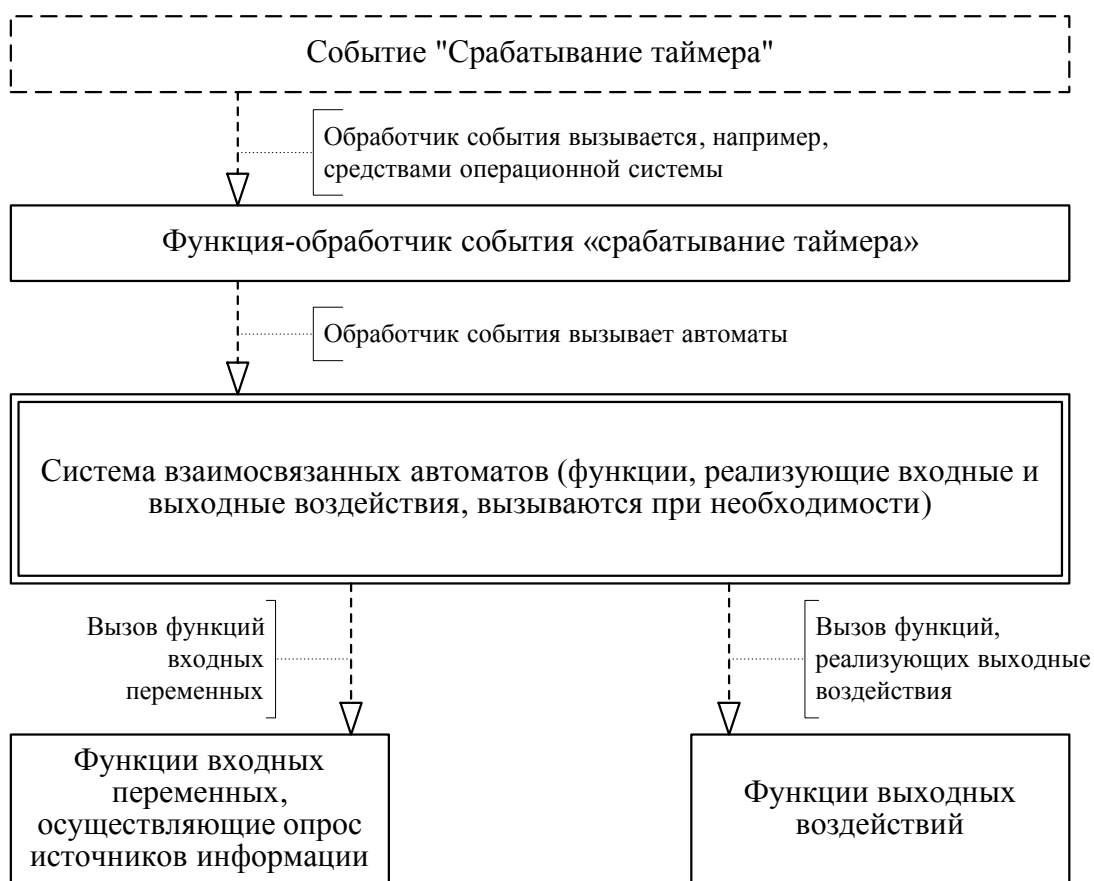 Событие "Срабатывание таймера"
Обработчик события вызывается, например,
средствами операционной системы
Функция-обработчик события «срабатывание таймера»
Обработчик события вызывает автоматы
Система взаимосвязанных автоматов (функции, реализующие входные и
выходные воздействия, вызываются при необходимости)
Вызов функций
входных
переменных
Вызов функций,
реализующих выходные
воздействия
Функции входных
переменных,
осуществляющие опрос
источников информации
Функции выходных
воздействий